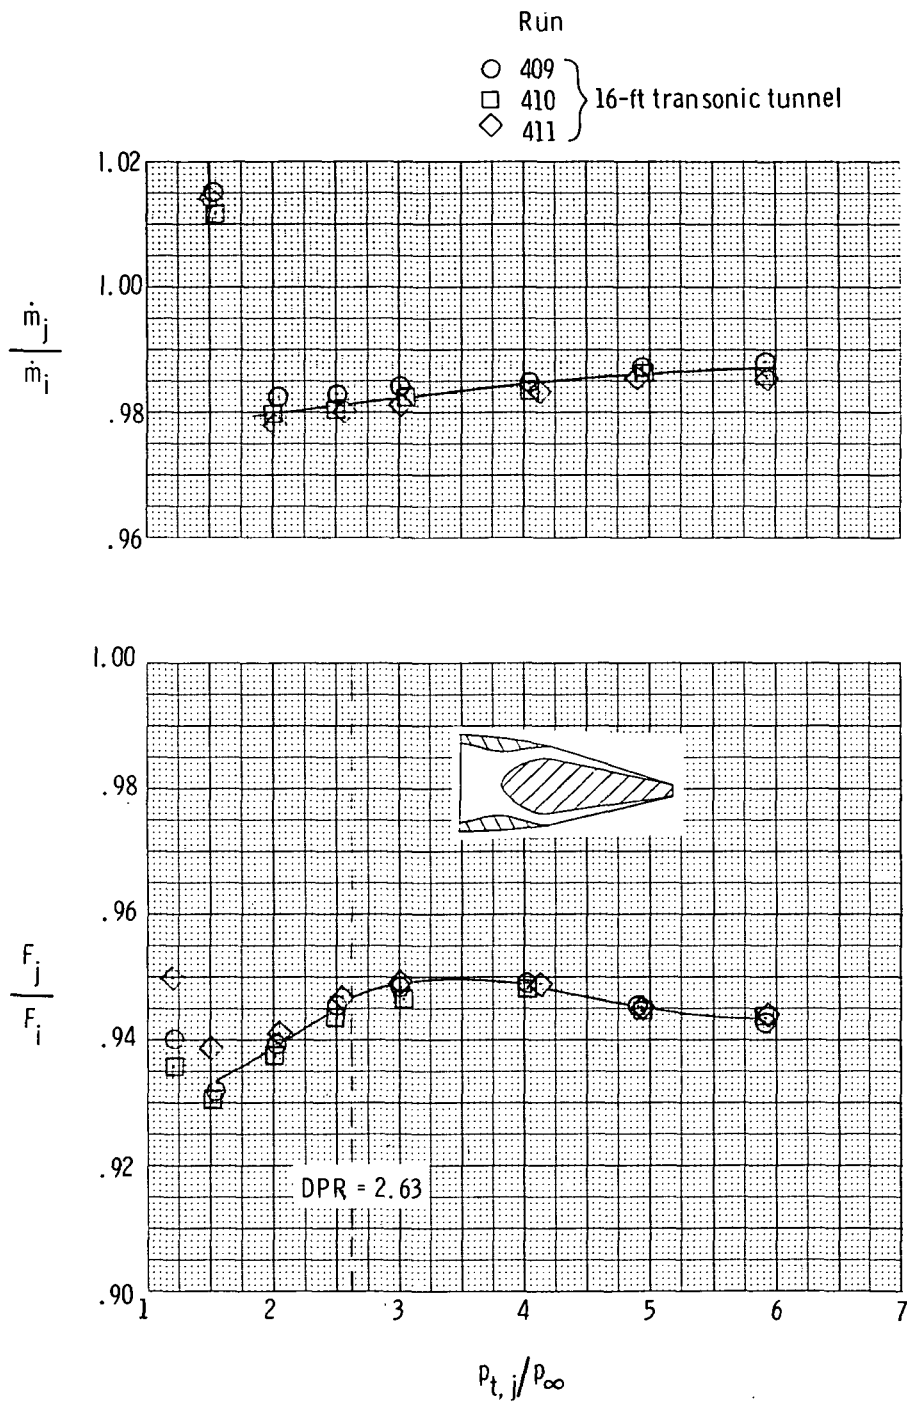 Run
409
410
411
16-ft transonic tunnel
1.02
1.00
.98
.96
ṁj
ṁi
1.00
.98
.96
.94
.92
.90
Fj
Fi
DPR = 2.63
1 2 3 4 5 6 7
pt, j/p∞